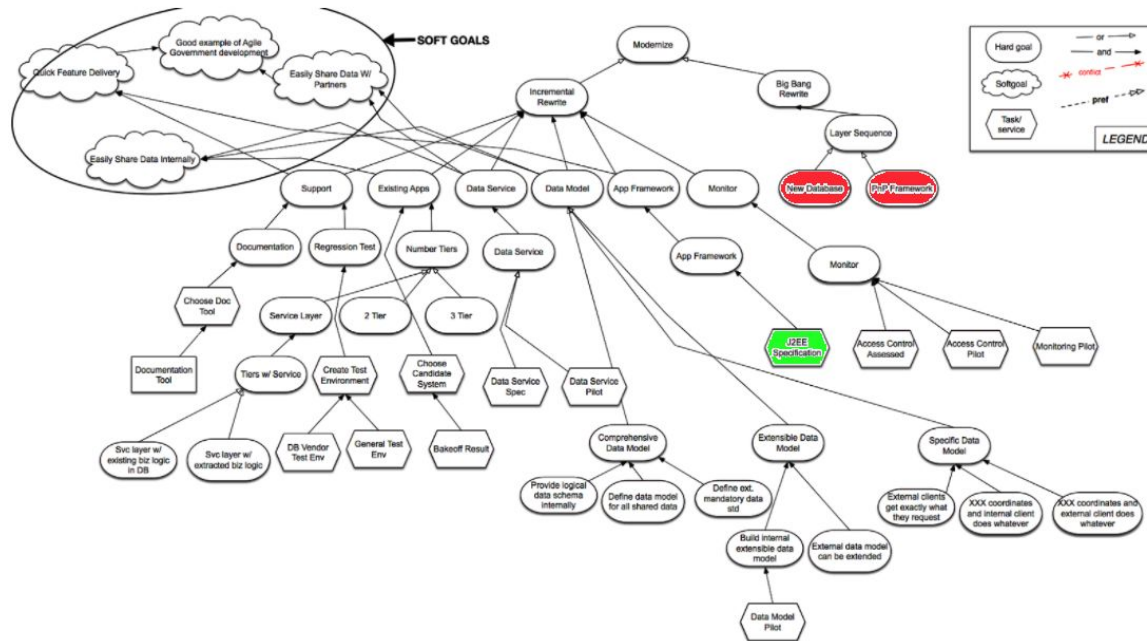 SOFT GOALS
Good example of Agile
Government development
Quick Feature Delivery
Easily Share Data W/
Partners
Easily Share Data Internally
Modernize
Incremental
Rewrite
Big Bang
Rewrite
Layer Sequence
New Database
PnP Framework
Hard goal
Softgoal
Task/
service
or
and
conflict
pref
LEGEND
Support
Existing Apps
Data Service
Data Model
App Framework
Monitor
Documentation
Regression Test
Number Tiers
Data Service
App Framework
Monitor
Choose Doc
Tool
Service Layer
2 Tier
3 Tier
J2EE
Specification
Access Control
Assessed
Access Control
Pilot
Monitoring Pilot
Documentation
Tool
Tiers w/ Service
Create Test
Environment
Choose
Candidate
System
Data Service
Spec
Data Service
Pilot
Svc layer w/
existing biz logic
in DB
Svc layer w/
extracted biz logic
DB Vendor
Test Env
General Test
Env
Bakeoff Result
Comprehensive
Data Model
Extensible Data
Model
Specific Data
Model
Provide logical
data schema
internally
Define data model
for all shared data
Define ext.
mandatory data
std
Build internal
extensible data
model
External data model
can be extended
External clients
get exactly what
they request
XXX coordinates
and internal client
does whatever
XXX coordinates and
external client does
whatever
Data Model
Pilot